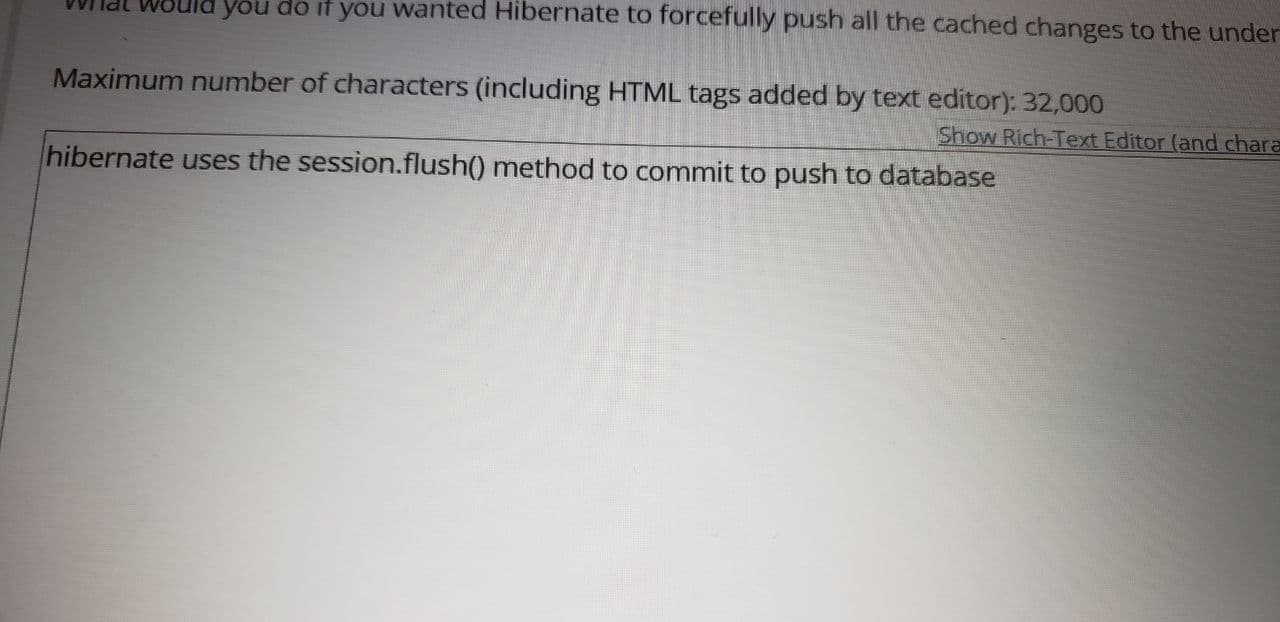 What would you do if you wanted Hibernate to forcefully push all the cached changes to the under
Maximum number of characters (including HTML tags added by text editor): 32,000
Show Rich-Text Editor (and chara
hibernate uses the session.flush() method to commit to push to database